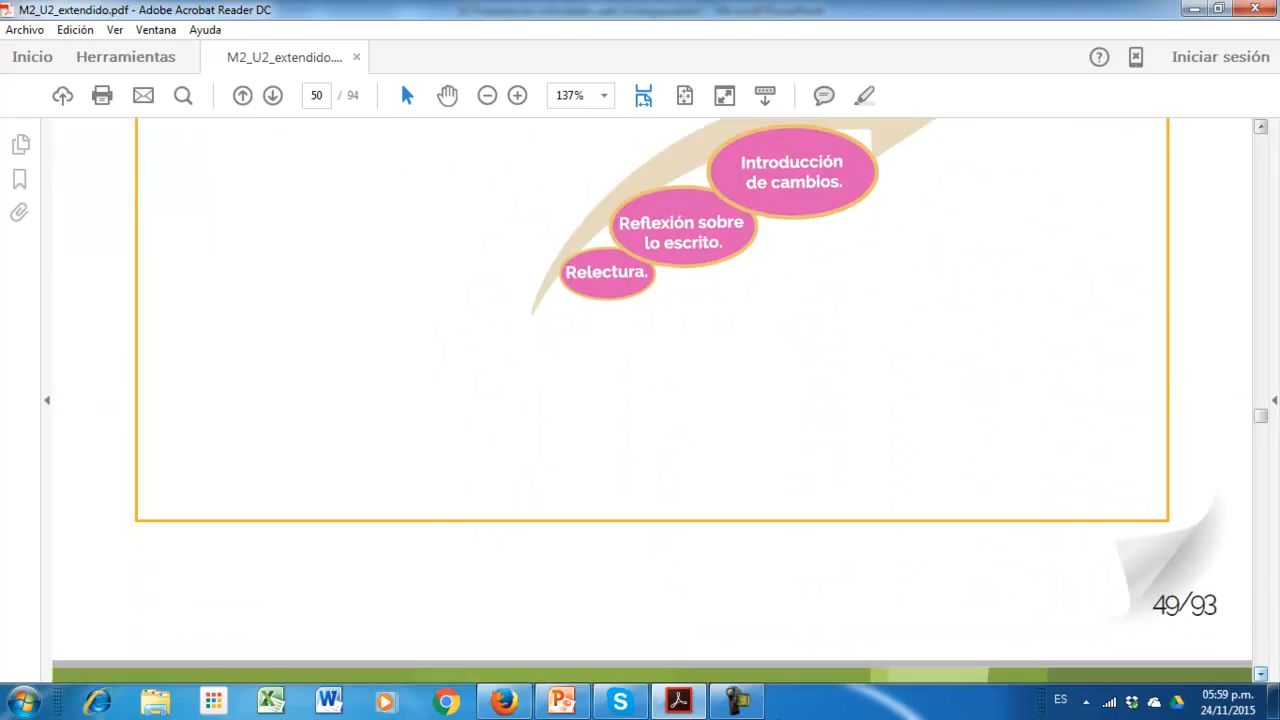 M2_U2_extendido.pdf - Adobe Acrobat Reader DC
Archivo Edición Ver Ventana Ayuda
Inicio Herramientas M2_U2_extendido.... × Iniciar sesión
50 / 94 137%
Introducción
de cambios.
Reflexión sobre
lo escrito.
Relectura.
49/93
ES 05:59 p.m.
24/11/2015